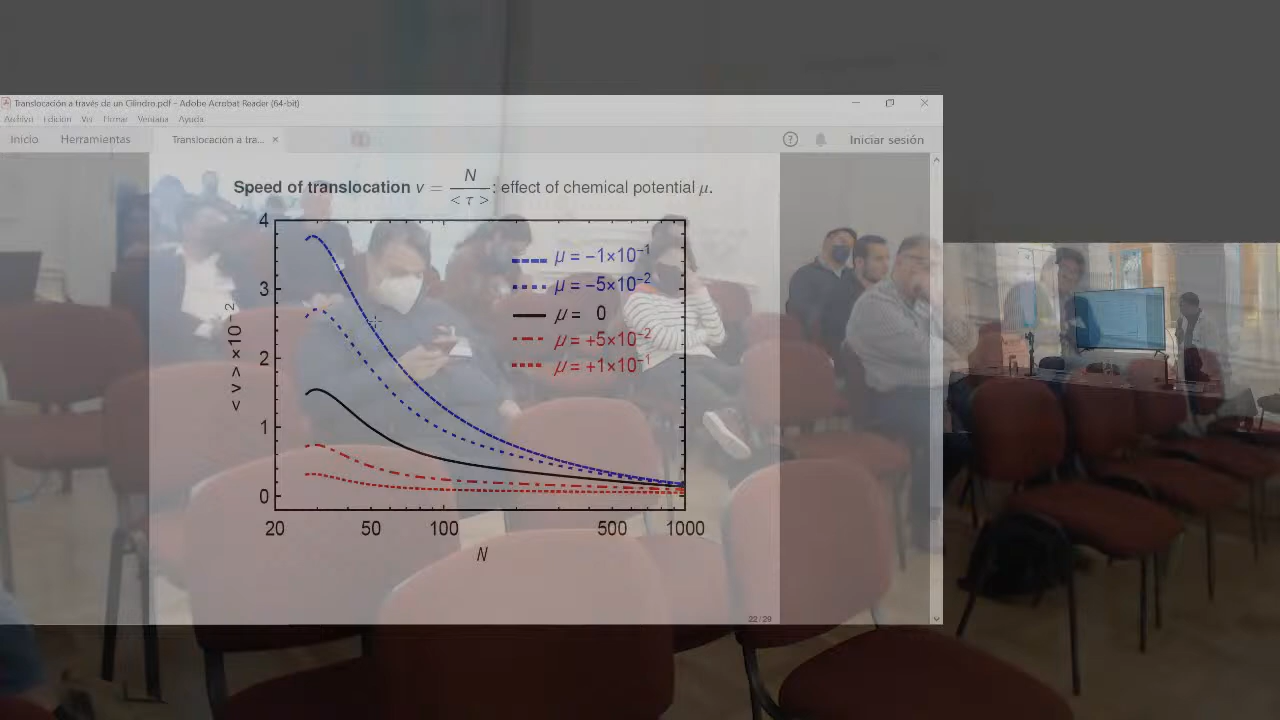 Translocación a través de un Cilindro.pdf - Adobe Acrobat Reader (64-bit)
Archivo Edición Ver Firmar Ventana Ayuda
Inicio Herramientas Translocación a tra... × Iniciar sesión
Speed of translocation v = N / < τ > : effect of chemical potential μ.
4
3
2
1
0
< v > ×10⁻²
μ = −1×10⁻¹
μ = −5×10⁻²
μ = 0
μ = +5×10⁻²
μ = +1×10⁻¹
20 50 100 500 1000
N
22/29